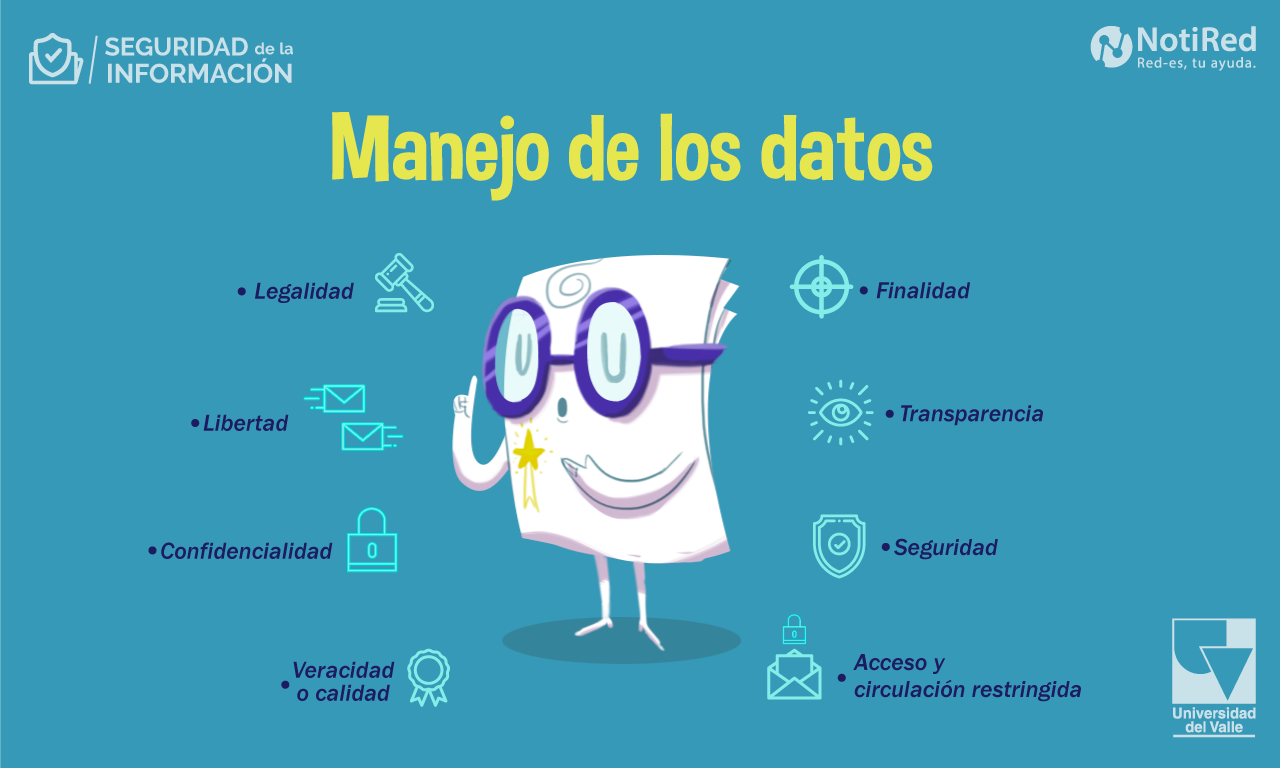 SEGURIDAD de la
INFORMACIÓN
NotiRed
Red-es, tu ayuda.
Manejo de los datos
• Legalidad
• Finalidad
• Libertad
• Transparencia
• Confidencialidad
• Seguridad
• Veracidad
o calidad
• Acceso y
circulación restringida
Universidad
del Valle